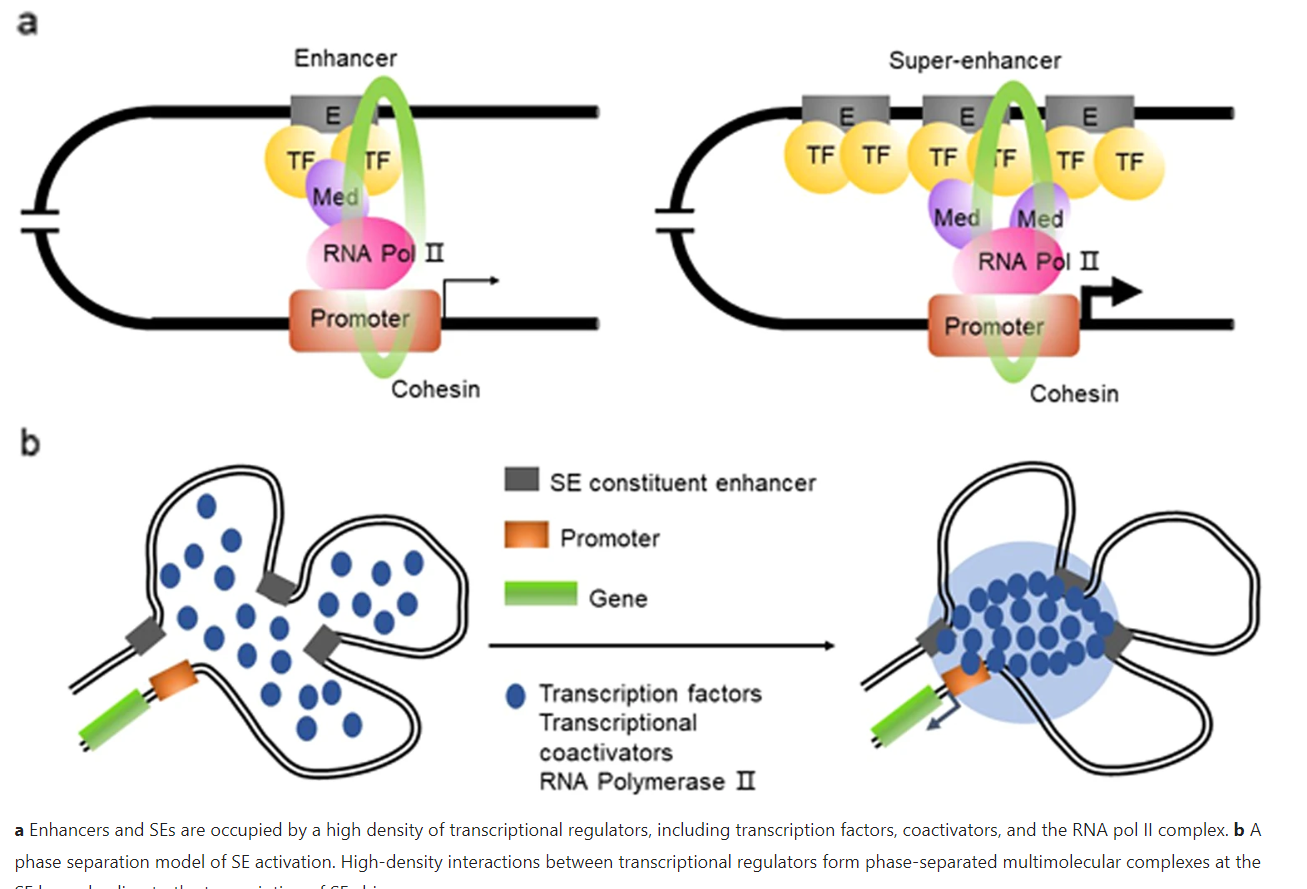 a
Enhancer
Super-enhancer
E
E
E
E
TF
TF
TF
TF
TF
TF
TF
TF
Med
Med
Med
RNA Pol Ⅱ
RNA Pol Ⅱ
Promoter
Promoter
Cohesin
Cohesin
b
SE constituent enhancer
Promoter
Gene
Transcription factors
Transcriptional
coactivators
RNA Polymerase Ⅱ
a Enhancers and SEs are occupied by a high density of transcriptional regulators, including transcription factors, coactivators, and the RNA pol II complex. b A
phase separation model of SE activation. High-density interactions between transcriptional regulators form phase-separated multimolecular complexes at the